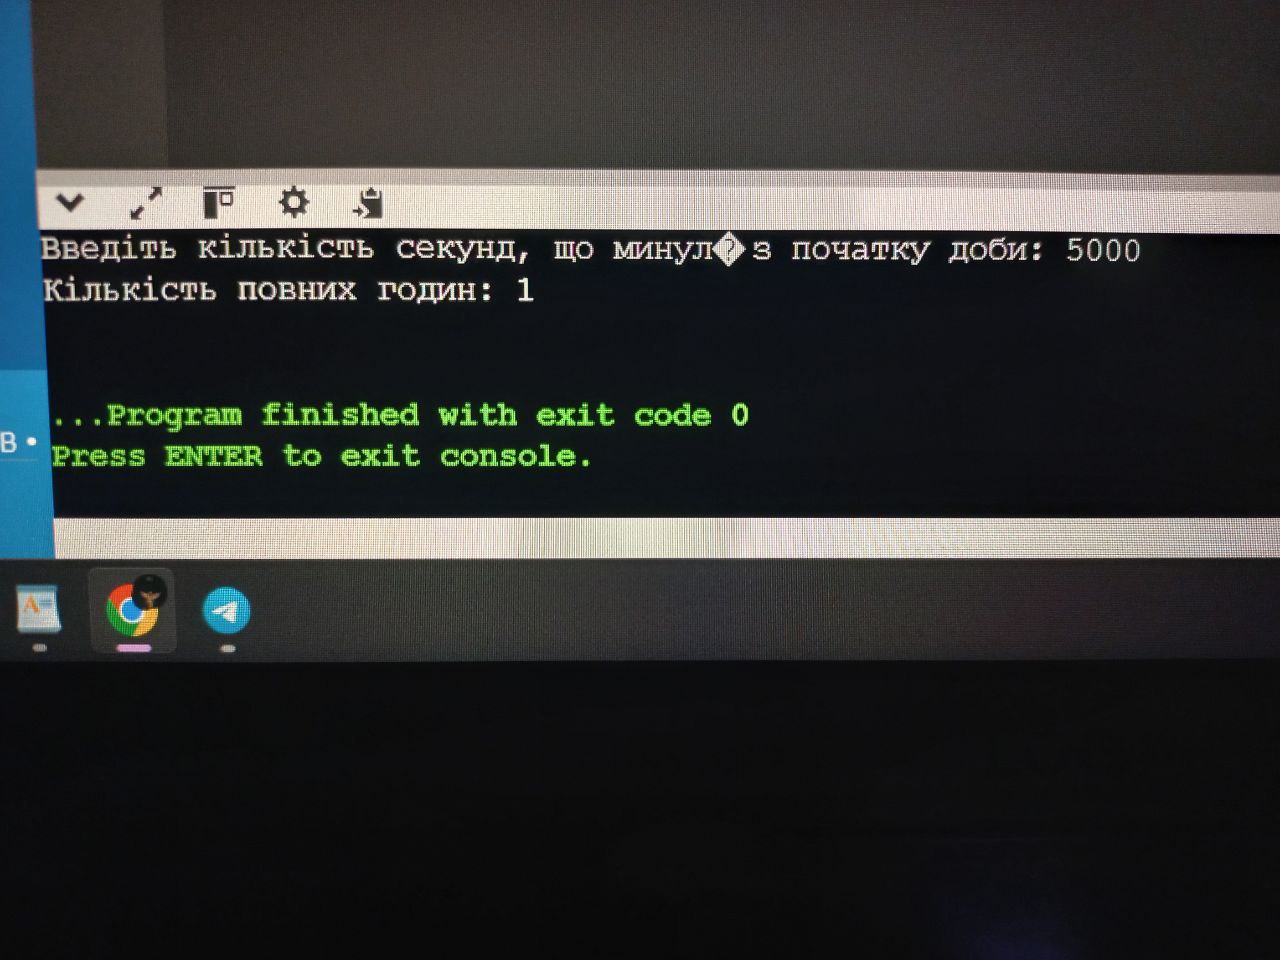 Введіть кількість секунд, що минул� з початку доби: 5000
Кількість повних годин: 1
...Program finished with exit code 0
Press ENTER to exit console.
В •